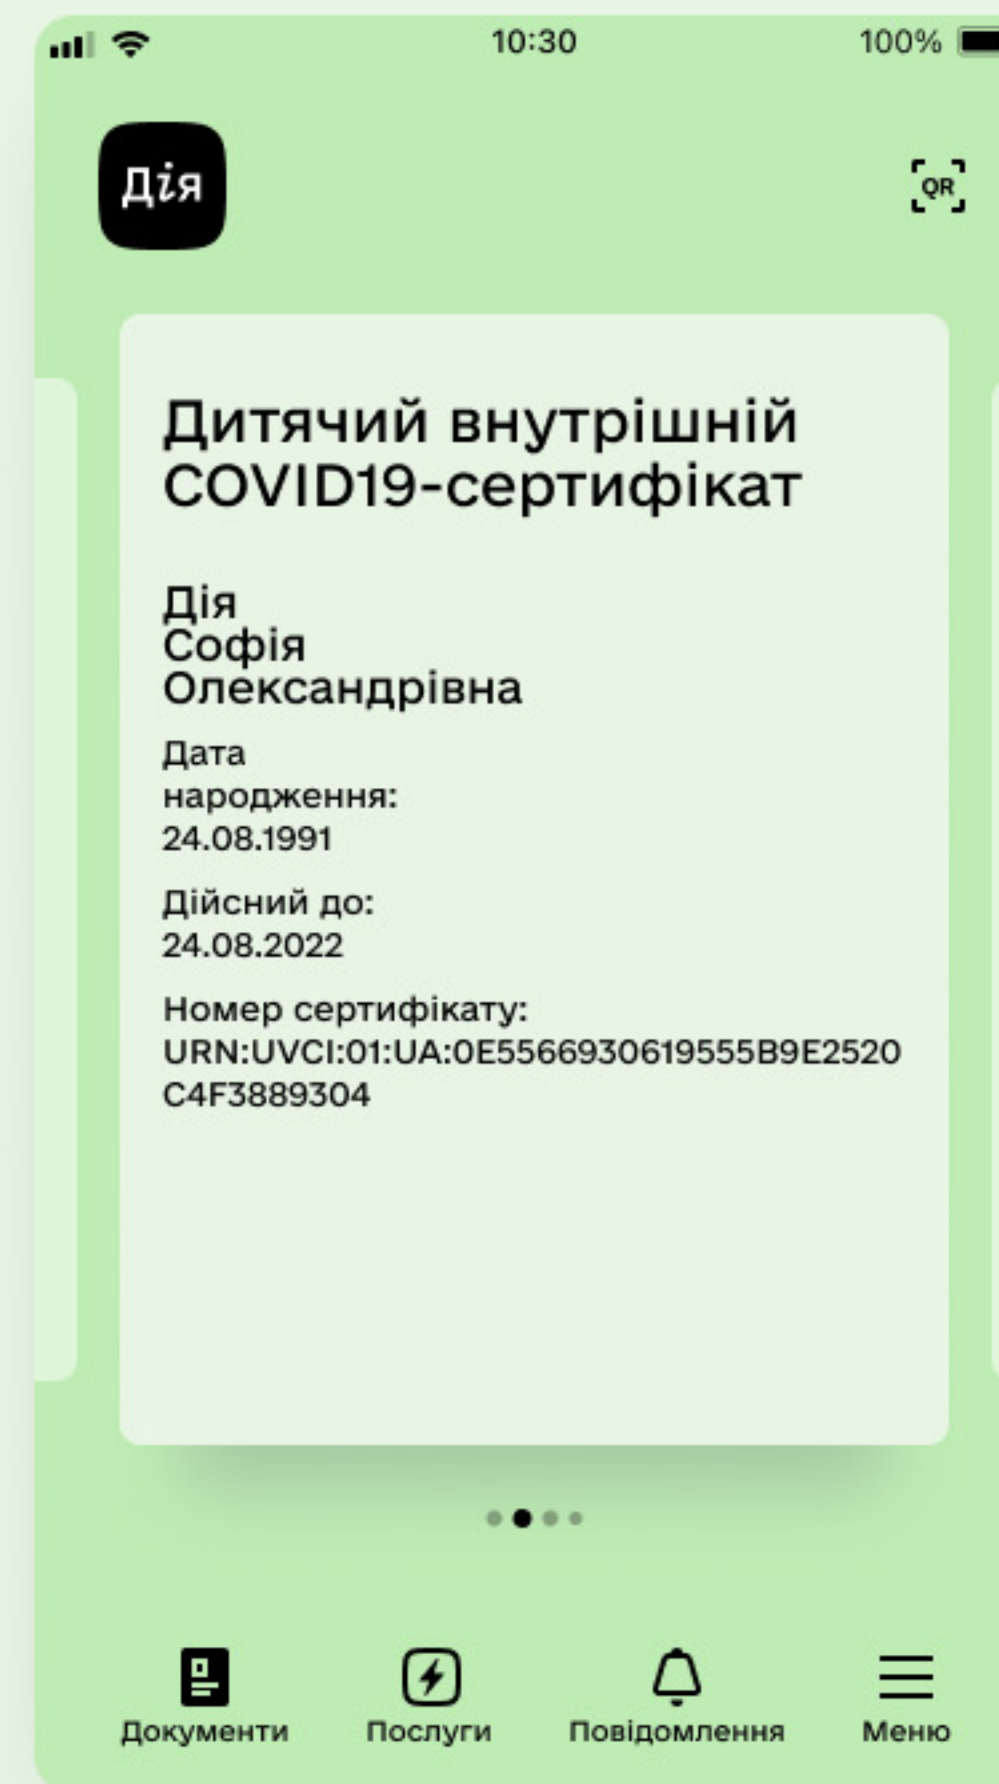 10:30 100%
Дія
QR
Дитячий внутрішній
COVID19-сертифікат
Дія
Софія
Олександрівна
Дата
народження:
24.08.1991
Дійсний до:
24.08.2022
Номер сертифікату:
URN:UVCI:01:UA:0E5566930619555B9E2520
C4F3889304
Документи Послуги Повідомлення Меню